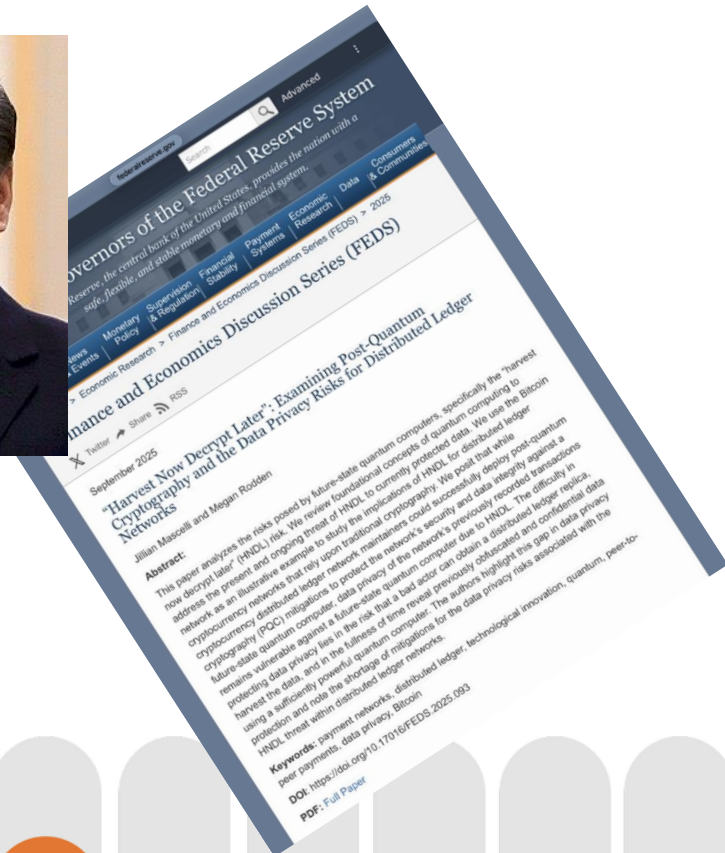 federalreserve.gov
Search
Advanced
overnors of the Federal Reserve System
Reserve, the central bank of the United States, provides the nation with a
safe, flexible, and stable monetary and financial system.
News
& Events
Monetary
Policy
Supervision
& Regulation
Financial
Stability
Payment
Systems
Economic
Research
Data
Consumers
& Communities
> Economic Research > Finance and Economics Discussion Series (FEDS) > 2025
nance and Economics Discussion Series (FEDS)
Twitter Share RSS
September 2025
"Harvest Now Decrypt Later": Examining Post-Quantum
Cryptography and the Data Privacy Risks for Distributed Ledger
Networks
Jillian Mascelli and Megan Rodden
Abstract:
This paper analyzes the risks posed by future-state quantum computers, specifically the "harvest
now decrypt later" (HNDL) risk. We review foundational concepts of quantum computing to
address the present and ongoing threat of HNDL to currently protected data. We use the Bitcoin
network as an illustrative example to study the implications of HNDL for distributed ledger
cryptocurrency networks that rely upon traditional cryptography. We posit that while
cryptocurrency distributed ledger network maintainers could successfully deploy post-quantum
cryptography (PQC) mitigations to protect the network's security and data integrity against a
future-state quantum computer, data privacy of the network's previously recorded transactions
remains vulnerable against a future-state quantum computer due to HNDL. The difficulty in
protecting data privacy lies in the risk that a bad actor can obtain a distributed ledger replica,
harvest the data, and in the fullness of time reveal previously obfuscated and confidential data
using a sufficiently powerful quantum computer. The authors highlight this gap in data privacy
protection and note the shortage of mitigations for the data privacy risks associated with the
HNDL threat within distributed ledger networks.
Keywords: payment networks, distributed ledger, technological innovation, quantum, peer-to-
peer payments, data privacy, Bitcoin
DOI: https://doi.org/10.17016/FEDS.2025.093
PDF: Full Paper